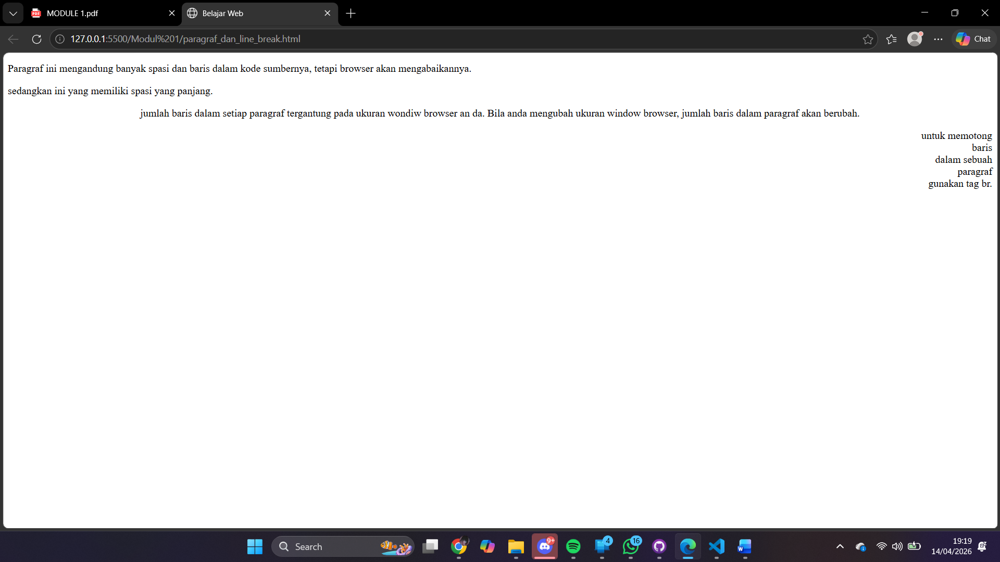 MODULE 1.pdf
Belajar Web
127.0.0.1:5500/Modul%201/paragraf_dan_line_break.html
Chat
Paragraf ini mengandung banyak spasi dan baris dalam kode sumbernya, tetapi browser akan mengabaikannya.
sedangkan ini yang memiliki spasi yang panjang.
jumlah baris dalam setiap paragraf tergantung pada ukuran wondiw browser an da. Bila anda mengubah ukuran window browser, jumlah baris dalam paragraf akan berubah.
untuk memotong
baris
dalam sebuah
paragraf
gunakan tag br.
Search
9+
4
16
19:19
14/04/2026